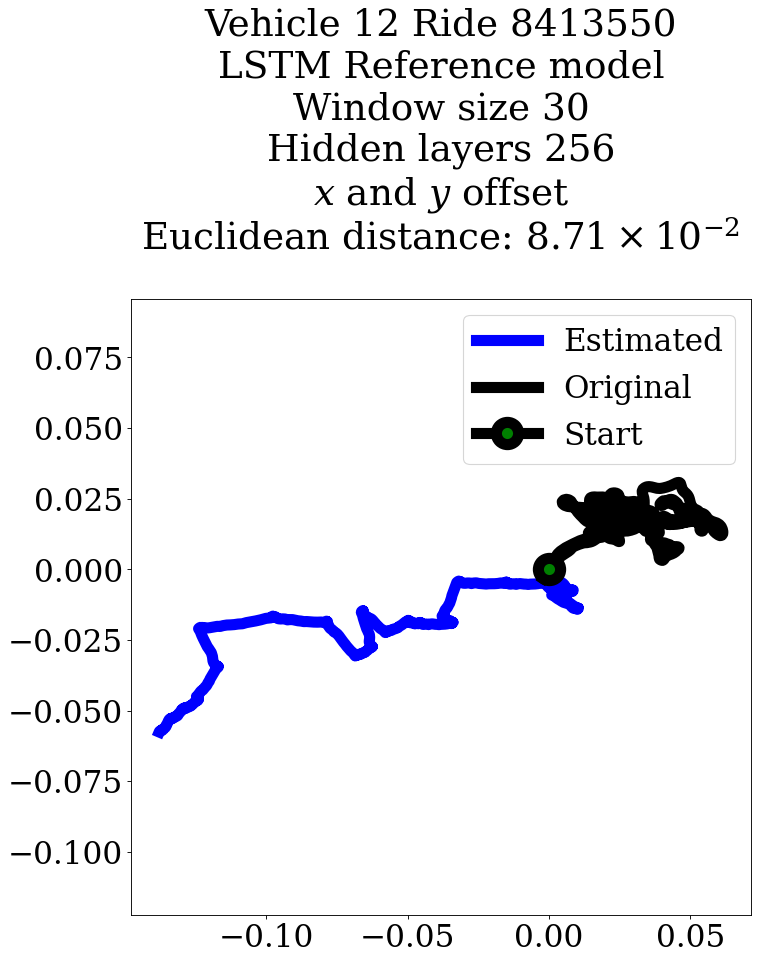 Vehicle 12 Ride 8413550
LSTM Reference model
Window size 30
Hidden layers 256
x and y offset
Euclidean distance: 8.71 × 10⁻²
Estimated
Original
Start
0.075
0.050
0.025
0.000
−0.025
−0.050
−0.075
−0.100
−0.10 −0.05 0.00 0.05